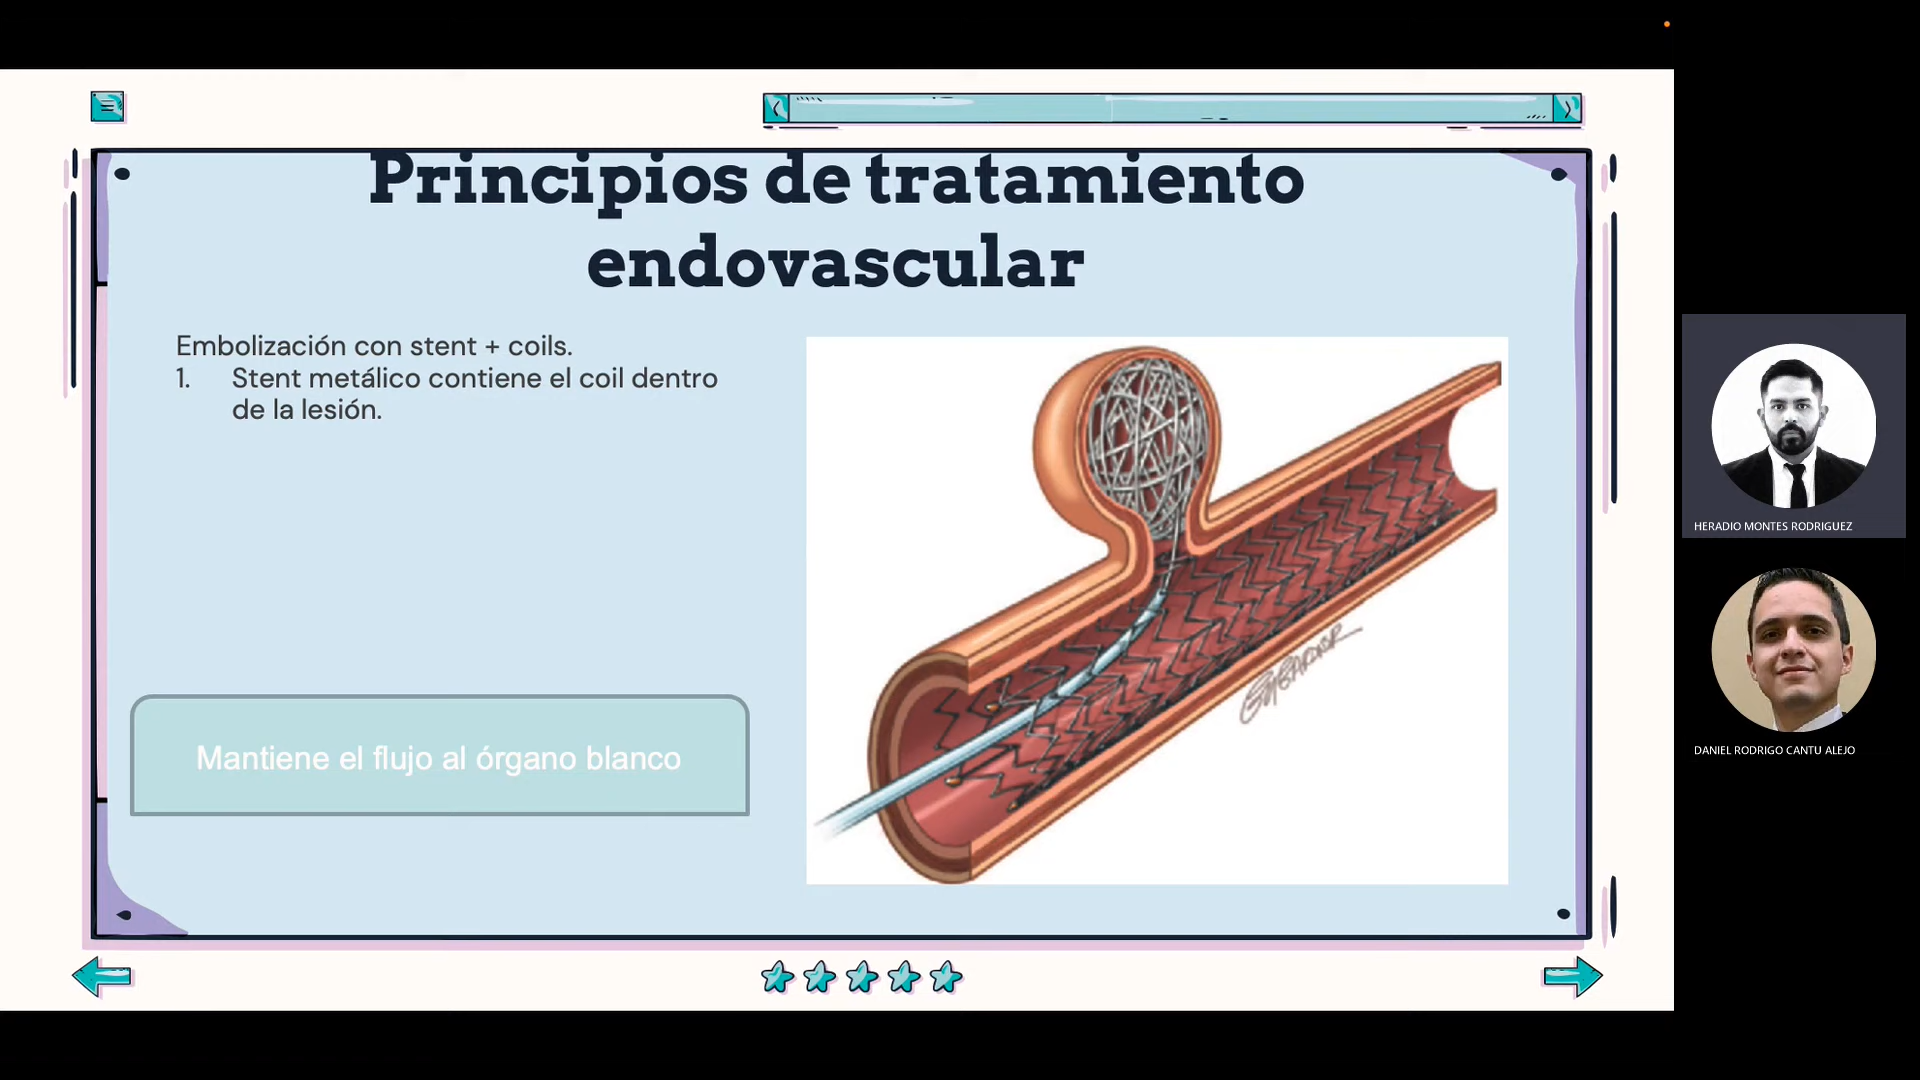 Principios de tratamiento
endovascular
Embolización con stent + coils.
1. Stent metálico contiene el coil dentro
de la lesión.
Mantiene el flujo al órgano blanco
HERADIO MONTES RODRIGUEZ
DANIEL RODRIGO CANTU ALEJO